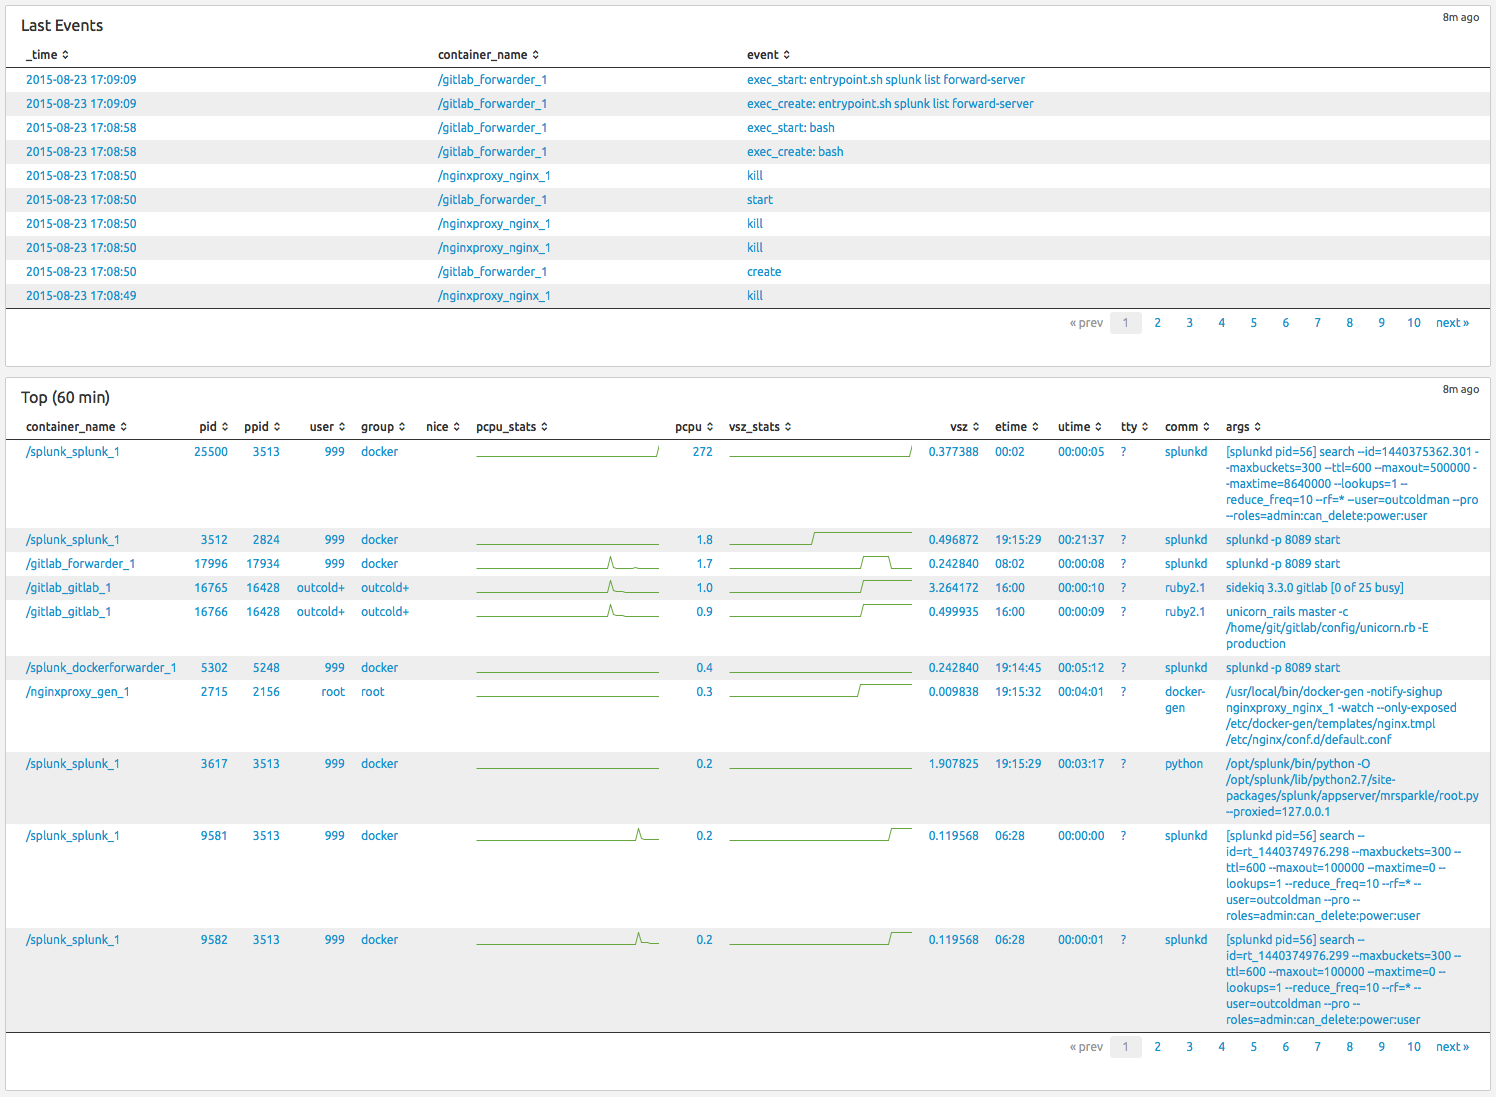 Last Events
8m ago
_time container_name event
2015-08-23 17:09:09 /gitlab_forwarder_1 exec_start: entrypoint.sh splunk list forward-server
2015-08-23 17:09:09 /gitlab_forwarder_1 exec_create: entrypoint.sh splunk list forward-server
2015-08-23 17:08:58 /gitlab_forwarder_1 exec_start: bash
2015-08-23 17:08:58 /gitlab_forwarder_1 exec_create: bash
2015-08-23 17:08:50 /nginxproxy_nginx_1 kill
2015-08-23 17:08:50 /gitlab_forwarder_1 start
2015-08-23 17:08:50 /nginxproxy_nginx_1 kill
2015-08-23 17:08:50 /nginxproxy_nginx_1 kill
2015-08-23 17:08:50 /gitlab_forwarder_1 create
2015-08-23 17:08:49 /nginxproxy_nginx_1 kill
« prev 1 2 3 4 5 6 7 8 9 10 next »
Top (60 min)
8m ago
container_name pid ppid user group nice pcpu_stats pcpu vsz_stats vsz etime utime tty comm args
/splunk_splunk_1 25500 3513 999 docker 272 0.377388 00:02 00:00:05 ? splunkd [splunkd pid=56] search --id=1440375362.301 -
-maxbuckets=300 --ttl=600 --maxout=500000 -
-maxtime=8640000 --lookups=1 --
reduce_freq=10 --rf=* --user=outcoldman --pro
--roles=admin:can_delete:power:user
/splunk_splunk_1 3512 2824 999 docker 1.8 0.496872 19:15:29 00:21:37 ? splunkd splunkd -p 8089 start
/gitlab_forwarder_1 17996 17934 999 docker 1.7 0.242840 08:02 00:00:08 ? splunkd splunkd -p 8089 start
/gitlab_gitlab_1 16765 16428 outcold+ outcold+ 1.0 3.264172 16:00 00:00:10 ? ruby2.1 sidekiq 3.3.0 gitlab [0 of 25 busy]
/gitlab_gitlab_1 16766 16428 outcold+ outcold+ 0.9 0.499935 16:00 00:00:09 ? ruby2.1 unicorn_rails master -c
/home/git/gitlab/config/unicorn.rb -E
production
/splunk_dockerforwarder_1 5302 5248 999 docker 0.4 0.242840 19:14:45 00:05:12 ? splunkd splunkd -p 8089 start
/nginxproxy_gen_1 2715 2156 root root 0.3 0.009838 19:15:32 00:04:01 ? docker- /usr/local/bin/docker-gen -notify-sighup
gen nginxproxy_nginx_1 -watch --only-exposed
/etc/docker-gen/templates/nginx.tmpl
/etc/nginx/conf.d/default.conf
/splunk_splunk_1 3617 3513 999 docker 0.2 1.907825 19:15:29 00:03:17 ? python /opt/splunk/bin/python -O
/opt/splunk/lib/python2.7/site-
packages/splunk/appserver/mrsparkle/root.py
--proxied=127.0.0.1
/splunk_splunk_1 9581 3513 999 docker 0.2 0.119568 06:28 00:00:00 ? splunkd [splunkd pid=56] search --
id=rt_1440374976.298 --maxbuckets=300 --
ttl=600 --maxout=100000 --maxtime=0 --
lookups=1 --reduce_freq=10 --rf=* --
user=outcoldman --pro --
roles=admin:can_delete:power:user
/splunk_splunk_1 9582 3513 999 docker 0.2 0.119568 06:28 00:00:01 ? splunkd [splunkd pid=56] search --
id=rt_1440374976.299 --maxbuckets=300 --
ttl=600 --maxout=100000 --maxtime=0 --
lookups=1 --reduce_freq=10 --rf=* --
user=outcoldman --pro --
roles=admin:can_delete:power:user
« prev 1 2 3 4 5 6 7 8 9 10 next »